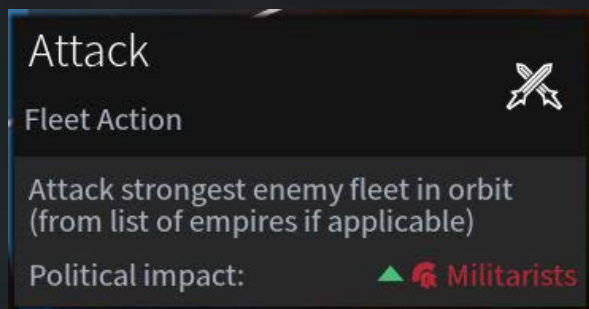 Attack
Fleet Action
Attack strongest enemy fleet in orbit
(from list of empires if applicable)
Political impact: Militarists